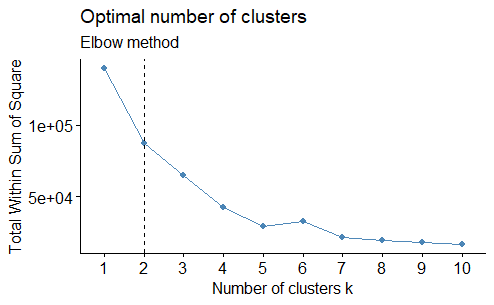 Optimal number of clusters
Elbow method
Total Within Sum of Square
1e+05
5e+04
1 2 3 4 5 6 7 8 9 10
Number of clusters k